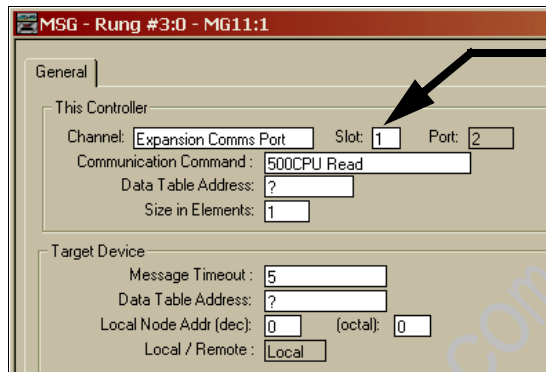 MSG - Rung #3:0 - MG11:1
General
This Controller
Channel: Expansion Comms Port Slot: 1 Port: 2
Communication Command : 500CPU Read
Data Table Address: ?
Size in Elements: 1
Target Device
Message Timeout : 5
Data Table Address: ?
Local Node Addr (dec): 0 (octal): 0
Local / Remote : Local
com